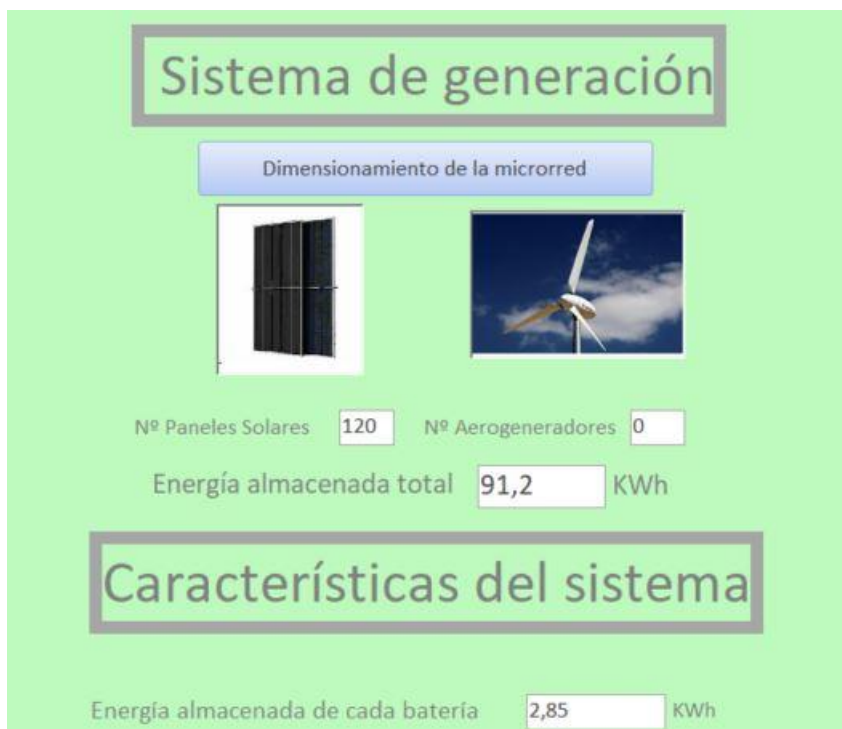 Sistema de generación
Dimensionamiento de la microrred
Nº Paneles Solares 120 Nº Aerogeneradores 0
Energía almacenada total 91,2 KWh
Características del sistema
Energía almacenada de cada batería 2,85 KWh